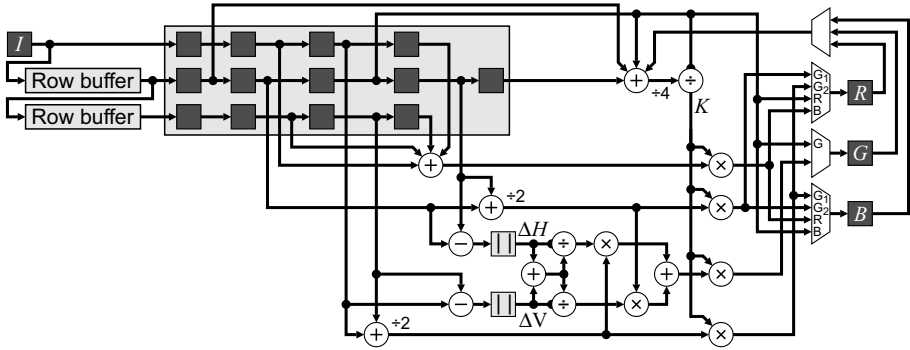 I
Row buffer
Row buffer
+
÷4
÷
K
+
×
+
÷2
×
−
||
ΔH
÷
×
+
+
×
−
||
ΔV
÷
×
+
÷2
×
G1
G2
R
B
R
G
G
G1
G2
R
B
B